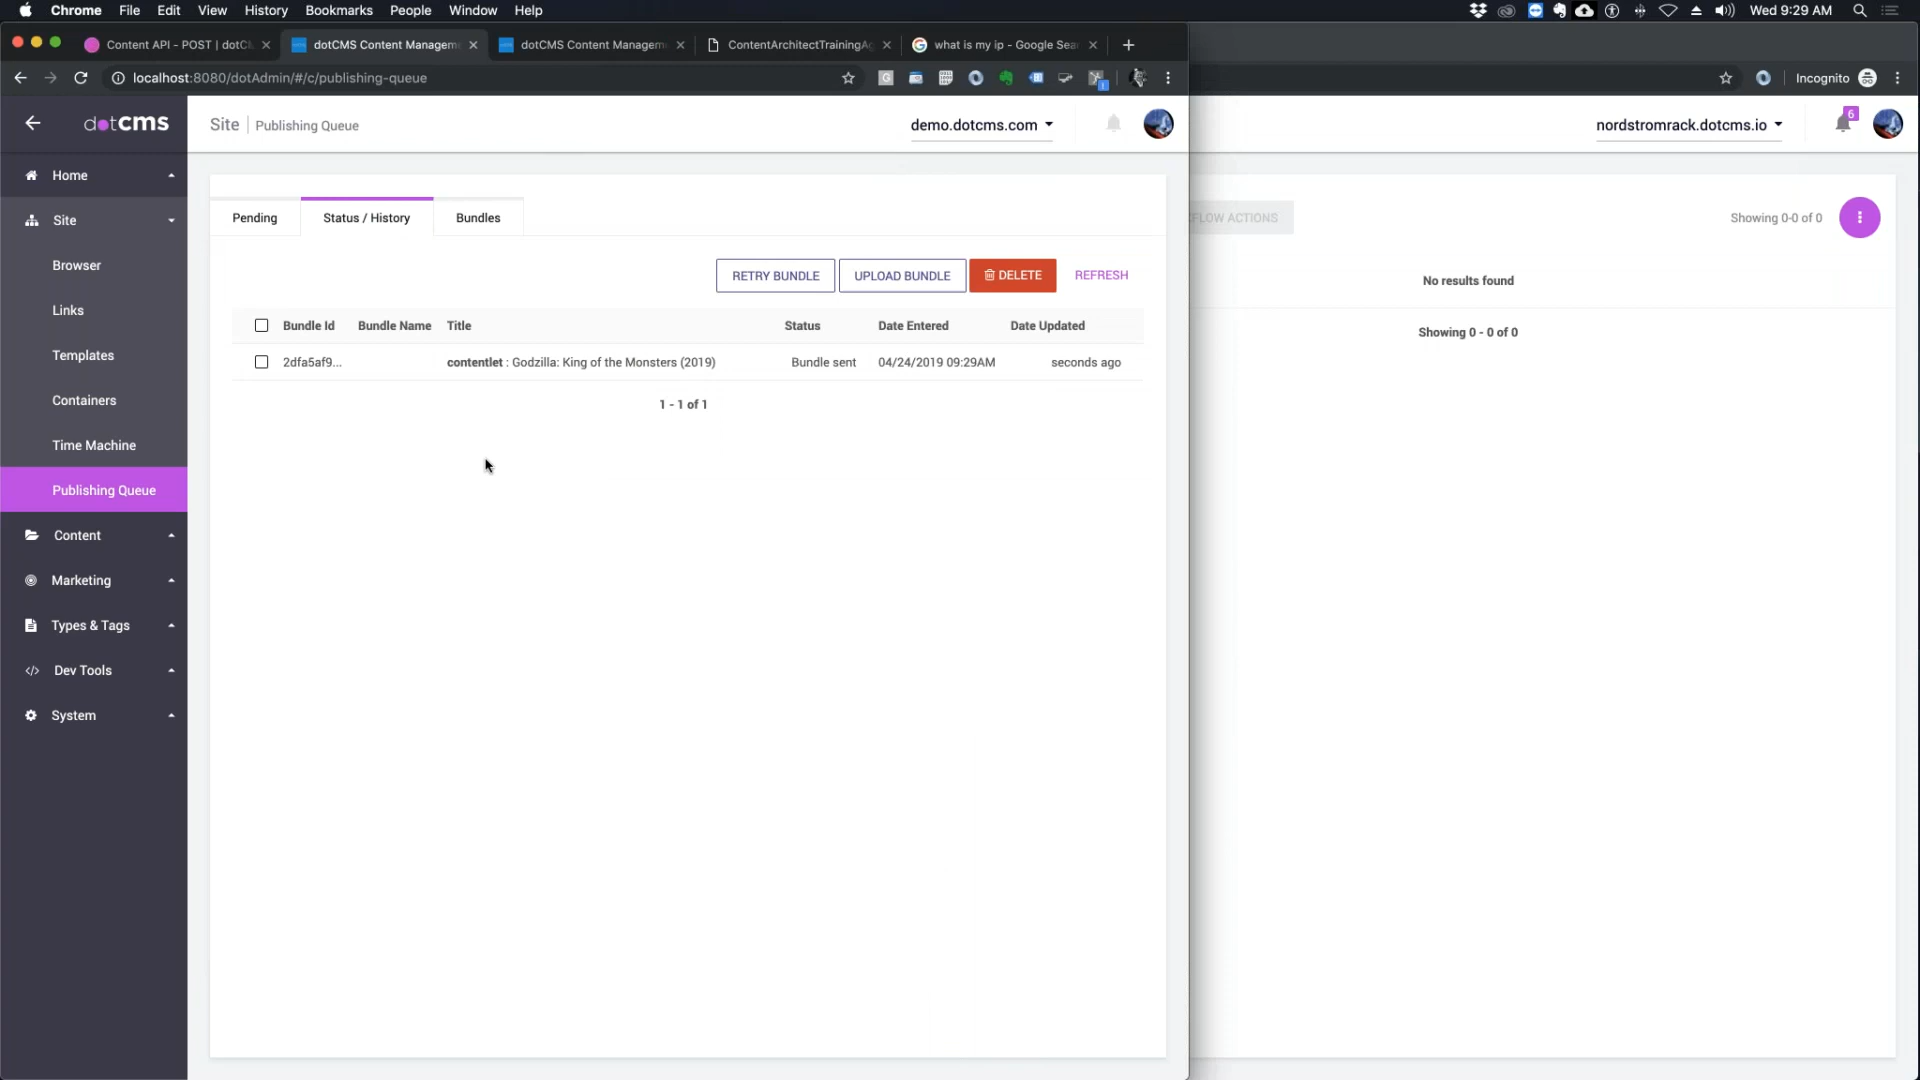 Chrome File Edit View History Bookmarks People Window Help Wed 9:29 AM
Content API - POST | dotC dotCMS Content Managem dotCMS Content Managem ContentArchitectTrainingA what is my ip - Google Sea
localhost:8080/dotAdmin/#/c/publishing-queue Incognito
dotCMS Site Publishing Queue demo.dotcms.com nordstromrack.dotcms.io 6
Home
Site
Browser
Links
Templates
Containers
Time Machine
Publishing Queue
Content
Marketing
Types & Tags
Dev Tools
System
Pending Status / History Bundles
RETRY BUNDLE UPLOAD BUNDLE DELETE REFRESH
Bundle Id Bundle Name Title Status Date Entered Date Updated
2dfa5af9... contentlet : Godzilla: King of the Monsters (2019) Bundle sent 04/24/2019 09:29AM seconds ago
1 - 1 of 1
FLOW ACTIONS Showing 0-0 of 0
No results found
Showing 0 - 0 of 0